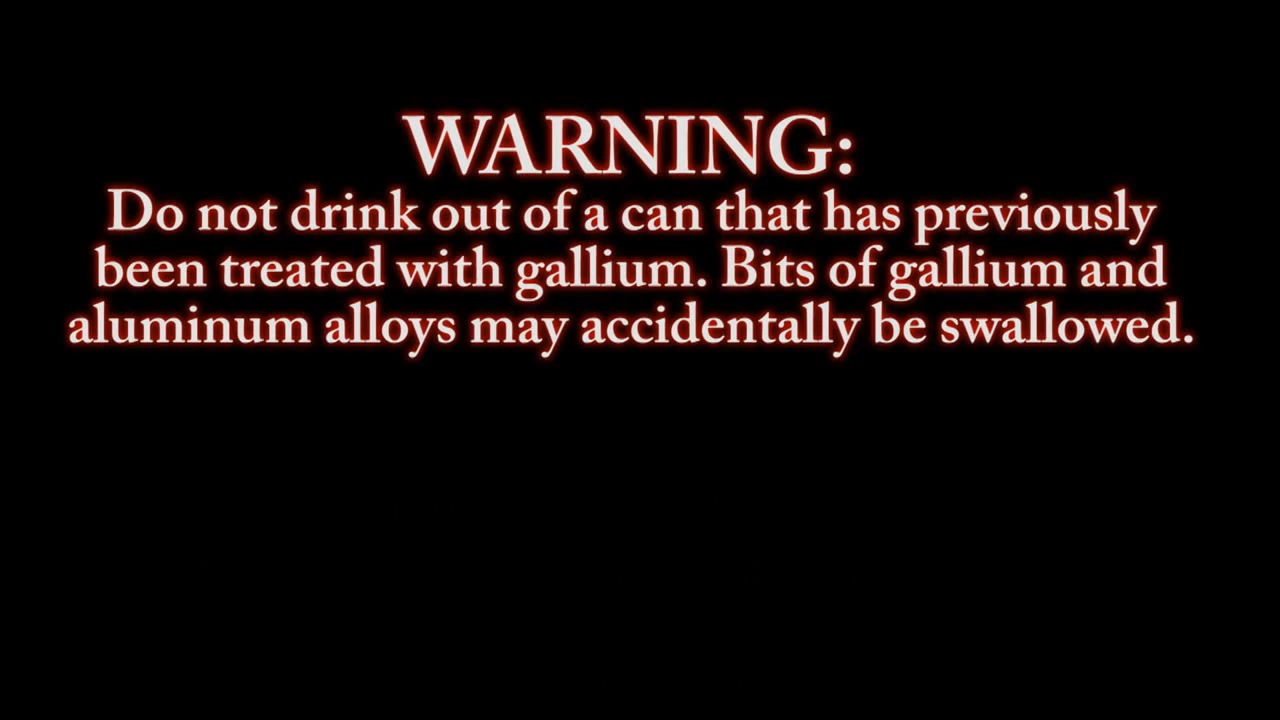 WARNING:
Do not drink out of a can that has previously
been treated with gallium. Bits of gallium and
aluminum alloys may accidentally be swallowed.